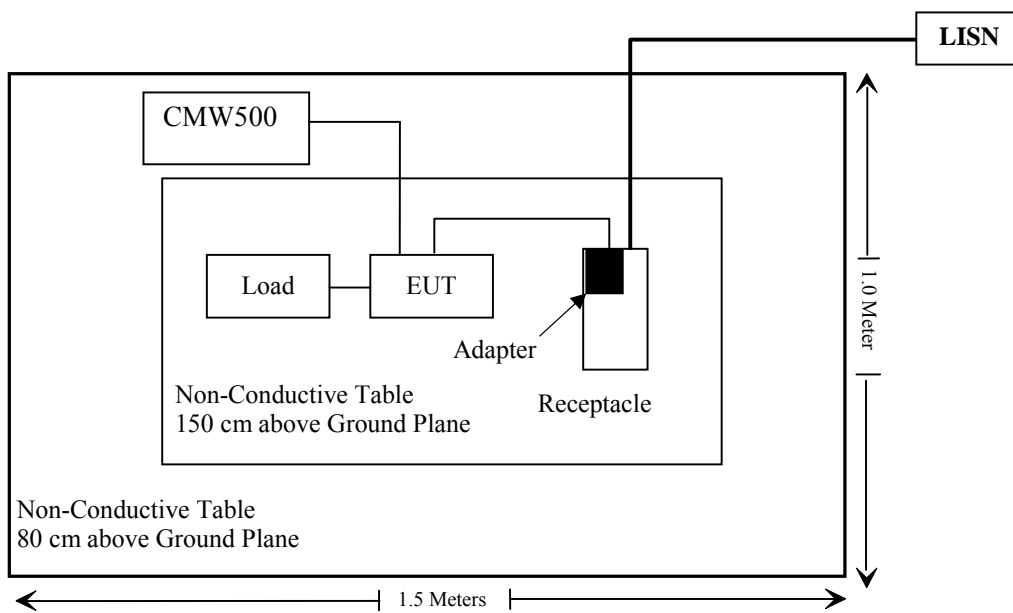 LISN
CMW500
Load
EUT
Adapter
Receptacle
Non-Conductive Table
150 cm above Ground Plane
Non-Conductive Table
80 cm above Ground Plane
1.0 Meter
1.5 Meters